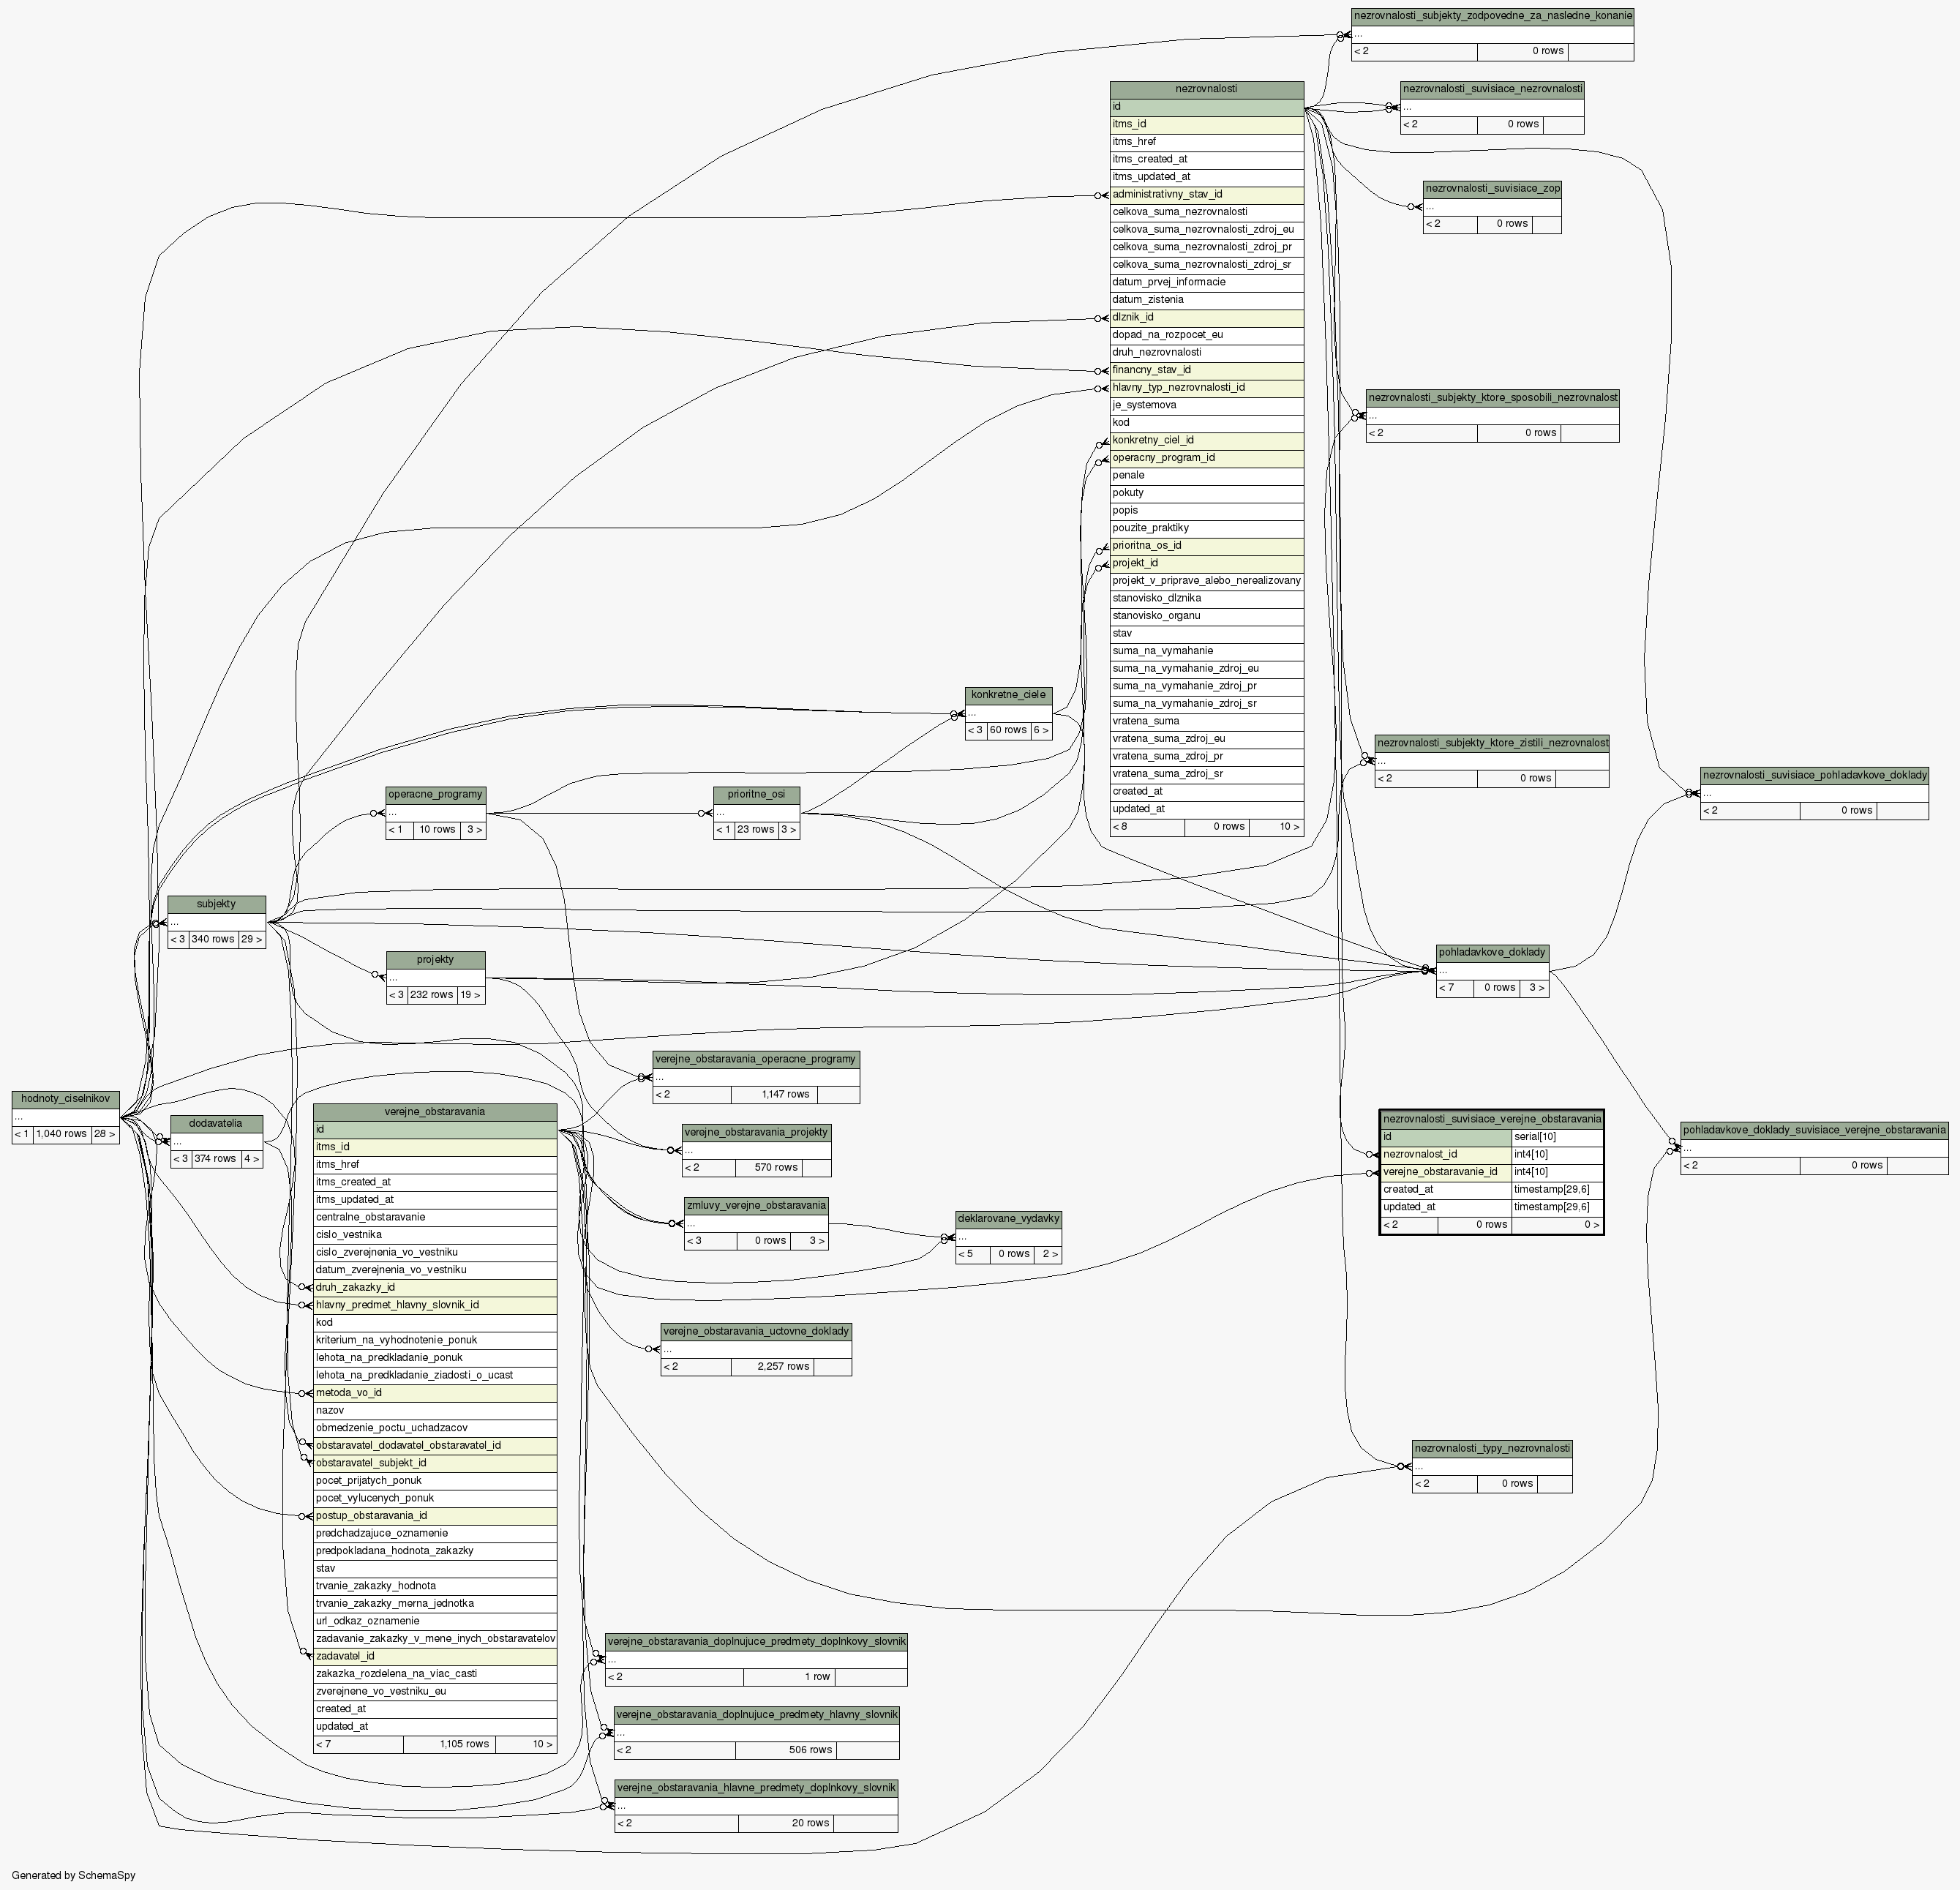 nezrovnalosti_subjekty_zodpovedne_za_nasledne_konanie
...
< 2 0 rows
nezrovnalosti_suvisiace_nezrovnalosti
...
< 2 0 rows
nezrovnalosti_suvisiace_zop
...
< 2 0 rows
nezrovnalosti
id
itms_id
itms_href
itms_created_at
itms_updated_at
administrativny_stav_id
celkova_suma_nezrovnalosti
celkova_suma_nezrovnalosti_zdroj_eu
celkova_suma_nezrovnalosti_zdroj_pr
celkova_suma_nezrovnalosti_zdroj_sr
datum_prvej_informacie
datum_zistenia
dlznik_id
dopad_na_rozpocet_eu
druh_nezrovnalosti
financny_stav_id
hlavny_typ_nezrovnalosti_id
je_systemova
kod
konkretny_ciel_id
operacny_program_id
penale
pokuty
popis
pouzite_praktiky
prioritna_os_id
projekt_id
projekt_v_priprave_alebo_nerealizovany
stanovisko_dlznika
stanovisko_organu
stav
suma_na_vymahanie
suma_na_vymahanie_zdroj_eu
suma_na_vymahanie_zdroj_pr
suma_na_vymahanie_zdroj_sr
vratena_suma
vratena_suma_zdroj_eu
vratena_suma_zdroj_pr
vratena_suma_zdroj_sr
created_at
updated_at
< 8 0 rows 10 >
nezrovnalosti_subjekty_ktore_sposobili_nezrovnalost
...
< 2 0 rows
nezrovnalosti_subjekty_ktore_zistili_nezrovnalost
...
< 2 0 rows
nezrovnalosti_suvisiace_pohladavkove_doklady
...
< 2 0 rows
konkretne_ciele
...
< 3 60 rows 6 >
operacne_programy
...
< 1 10 rows 3 >
prioritne_osi
...
< 1 23 rows 3 >
subjekty
...
< 3 340 rows 29 >
projekty
...
< 3 232 rows 19 >
pohladavkove_doklady
...
< 7 0 rows 3 >
verejne_obstaravania_operacne_programy
...
< 2 1,147 rows
hodnoty_ciselnikov
...
< 1 1,040 rows 28 >
dodavatelia
...
< 3 374 rows 4 >
verejne_obstaravania
id
itms_id
itms_href
itms_created_at
itms_updated_at
centralne_obstaravanie
cislo_vestnika
cislo_zverejnenia_vo_vestniku
datum_zverejnenia_vo_vestniku
druh_zakazky_id
hlavny_predmet_hlavny_slovnik_id
kod
kriterium_na_vyhodnotenie_ponuk
lehota_na_predkladanie_ponuk
lehota_na_predkladanie_ziadosti_o_ucast
metoda_vo_id
nazov
obmedzenie_poctu_uchadzacov
obstaravatel_dodavatel_obstaravatel_id
obstaravatel_subjekt_id
pocet_prijatych_ponuk
pocet_vylucenych_ponuk
postup_obstaravania_id
predchadzajuce_oznamenie
predpokladana_hodnota_zakazky
stav
trvanie_zakazky_hodnota
trvanie_zakazky_merna_jednotka
url_odkaz_oznamenie
zadavanie_zakazky_v_mene_inych_obstaravatelov
zadavatel_id
zakazka_rozdelena_na_viac_casti
zverejnene_vo_vestniku_eu
created_at
updated_at
< 7 1,105 rows 10 >
verejne_obstaravania_projekty
...
< 2 570 rows
zmluvy_verejne_obstaravania
...
< 3 0 rows 3 >
deklarovane_vydavky
...
< 5 0 rows 2 >
verejne_obstaravania_uctovne_doklady
...
< 2 2,257 rows
nezrovnalosti_suvisiace_verejne_obstaravania
id serial[10]
nezrovnalost_id int4[10]
verejne_obstaravanie_id int4[10]
created_at timestamp[29,6]
updated_at timestamp[29,6]
< 2 0 rows 0 >
pohladavkove_doklady_suvisiace_verejne_obstaravania
...
< 2 0 rows
nezrovnalosti_typy_nezrovnalosti
...
< 2 0 rows
verejne_obstaravania_doplnujuce_predmety_doplnkovy_slovnik
...
< 2 1 row
verejne_obstaravania_doplnujuce_predmety_hlavny_slovnik
...
< 2 506 rows
verejne_obstaravania_hlavne_predmety_doplnkovy_slovnik
...
< 2 20 rows
Generated by SchemaSpy